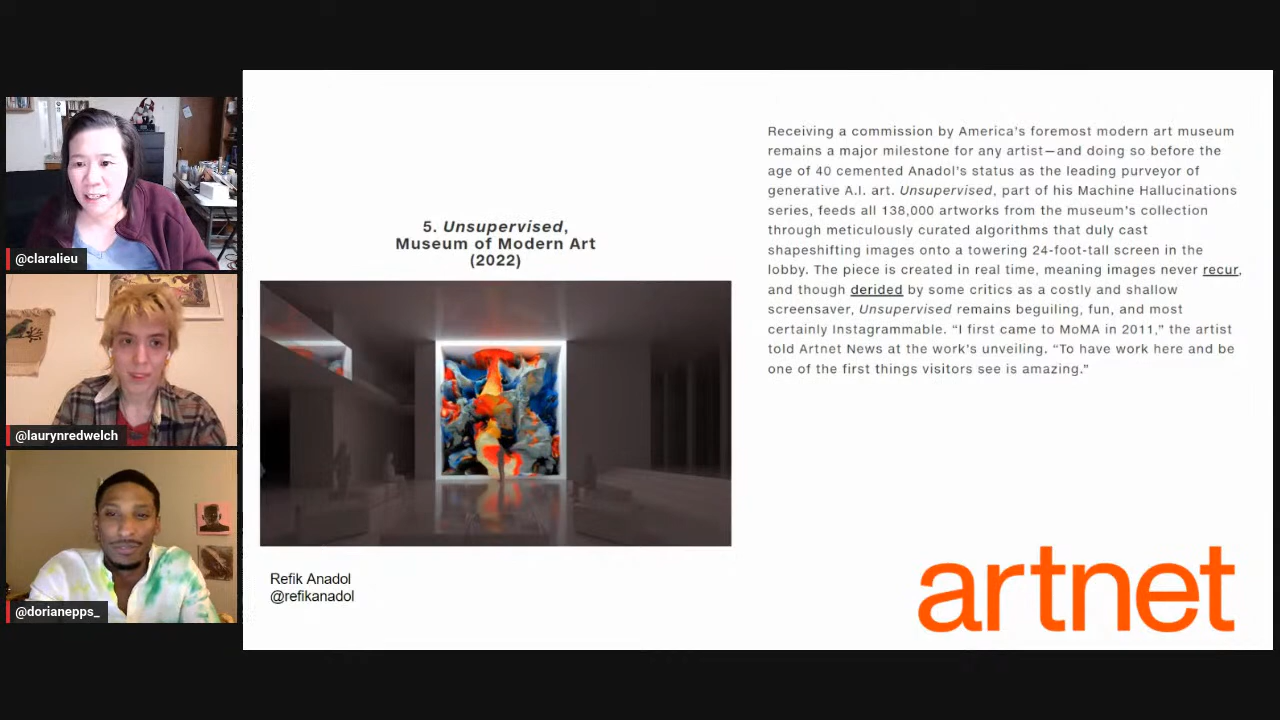 @claralieu
@laurynredwelch
@dorianepps_
5. Unsupervised,
Museum of Modern Art
(2022)
Refik Anadol
@refikanadol
Receiving a commission by America's foremost modern art museum
remains a major milestone for any artist—and doing so before the
age of 40 cemented Anadol's status as the leading purveyor of
generative A.I. art. Unsupervised, part of his Machine Hallucinations
series, feeds all 138,000 artworks from the museum's collection
through meticulously curated algorithms that duly cast
shapeshifting images onto a towering 24-foot-tall screen in the
lobby. The piece is created in real time, meaning images never recur,
and though derided by some critics as a costly and shallow
screensaver, Unsupervised remains beguiling, fun, and most
certainly Instagrammable. “I first came to MoMA in 2011,” the artist
told Artnet News at the work's unveiling. “To have work here and be
one of the first things visitors see is amazing.”
artnet